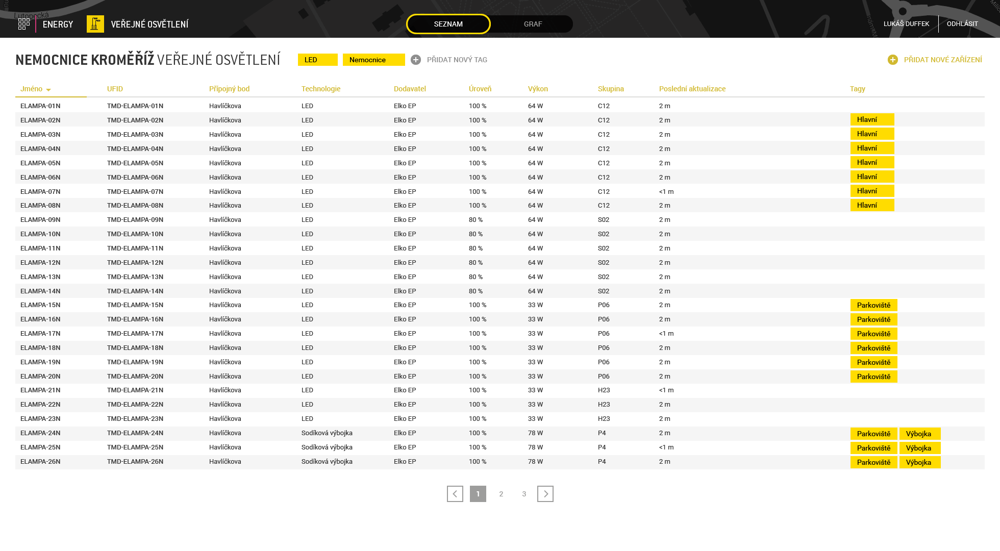 Lutopecká
ENERGY VEŘEJNÉ OSVĚTLENÍ SEZNAM GRAF LUKÁŠ DUFFEK ODHLÁSIT
NEMOCNICE KROMĚŘÍŽ VEŘEJNÉ OSVĚTLENÍ LED Nemocnice PŘIDAT NOVÝ TAG PŘIDAT NOVÉ ZAŘÍZENÍ
Jméno UFID Přípojný bod Technologie Dodavatel Úroveň Výkon Skupina Poslední aktualizace Tagy
ELAMPA-01N TMD-ELAMPA-01N Havlíčkova LED Elko EP 100 % 64 W C12 2 m
ELAMPA-02N TMD-ELAMPA-02N Havlíčkova LED Elko EP 100 % 64 W C12 2 m Hlavní
ELAMPA-03N TMD-ELAMPA-03N Havlíčkova LED Elko EP 100 % 64 W C12 2 m Hlavní
ELAMPA-04N TMD-ELAMPA-04N Havlíčkova LED Elko EP 100 % 64 W C12 2 m Hlavní
ELAMPA-05N TMD-ELAMPA-05N Havlíčkova LED Elko EP 100 % 64 W C12 2 m Hlavní
ELAMPA-06N TMD-ELAMPA-06N Havlíčkova LED Elko EP 100 % 64 W C12 2 m Hlavní
ELAMPA-07N TMD-ELAMPA-07N Havlíčkova LED Elko EP 100 % 64 W C12 <1 m Hlavní
ELAMPA-08N TMD-ELAMPA-08N Havlíčkova LED Elko EP 100 % 64 W C12 2 m Hlavní
ELAMPA-09N TMD-ELAMPA-09N Havlíčkova LED Elko EP 80 % 64 W S02 2 m
ELAMPA-10N TMD-ELAMPA-10N Havlíčkova LED Elko EP 80 % 64 W S02 2 m
ELAMPA-11N TMD-ELAMPA-11N Havlíčkova LED Elko EP 80 % 64 W S02 2 m
ELAMPA-12N TMD-ELAMPA-12N Havlíčkova LED Elko EP 80 % 64 W S02 2 m
ELAMPA-13N TMD-ELAMPA-13N Havlíčkova LED Elko EP 80 % 64 W S02 2 m
ELAMPA-14N TMD-ELAMPA-14N Havlíčkova LED Elko EP 80 % 64 W S02 2 m
ELAMPA-15N TMD-ELAMPA-15N Havlíčkova LED Elko EP 100 % 33 W P06 2 m Parkoviště
ELAMPA-16N TMD-ELAMPA-16N Havlíčkova LED Elko EP 100 % 33 W P06 2 m Parkoviště
ELAMPA-17N TMD-ELAMPA-17N Havlíčkova LED Elko EP 100 % 33 W P06 <1 m Parkoviště
ELAMPA-18N TMD-ELAMPA-18N Havlíčkova LED Elko EP 100 % 33 W P06 2 m Parkoviště
ELAMPA-19N TMD-ELAMPA-19N Havlíčkova LED Elko EP 100 % 33 W P06 2 m Parkoviště
ELAMPA-20N TMD-ELAMPA-20N Havlíčkova LED Elko EP 100 % 33 W P06 2 m Parkoviště
ELAMPA-21N TMD-ELAMPA-21N Havlíčkova LED Elko EP 100 % 33 W H23 <1 m
ELAMPA-22N TMD-ELAMPA-22N Havlíčkova LED Elko EP 100 % 33 W H23 2 m
ELAMPA-23N TMD-ELAMPA-23N Havlíčkova LED Elko EP 100 % 33 W H23 2 m
ELAMPA-24N TMD-ELAMPA-24N Havlíčkova Sodíková výbojka Elko EP 100 % 78 W P4 2 m Parkoviště Výbojka
ELAMPA-25N TMD-ELAMPA-25N Havlíčkova Sodíková výbojka Elko EP 100 % 78 W P4 <1 m Parkoviště Výbojka
ELAMPA-26N TMD-ELAMPA-26N Havlíčkova Sodíková výbojka Elko EP 100 % 78 W P4 2 m Parkoviště Výbojka
1 2 3